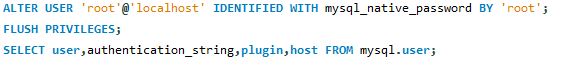 ALTER USER 'root'@'localhost' IDENTIFIED WITH mysql_native_password BY 'root';
FLUSH PRIVILEGES;
SELECT user,authentication_string,plugin,host FROM mysql.user;